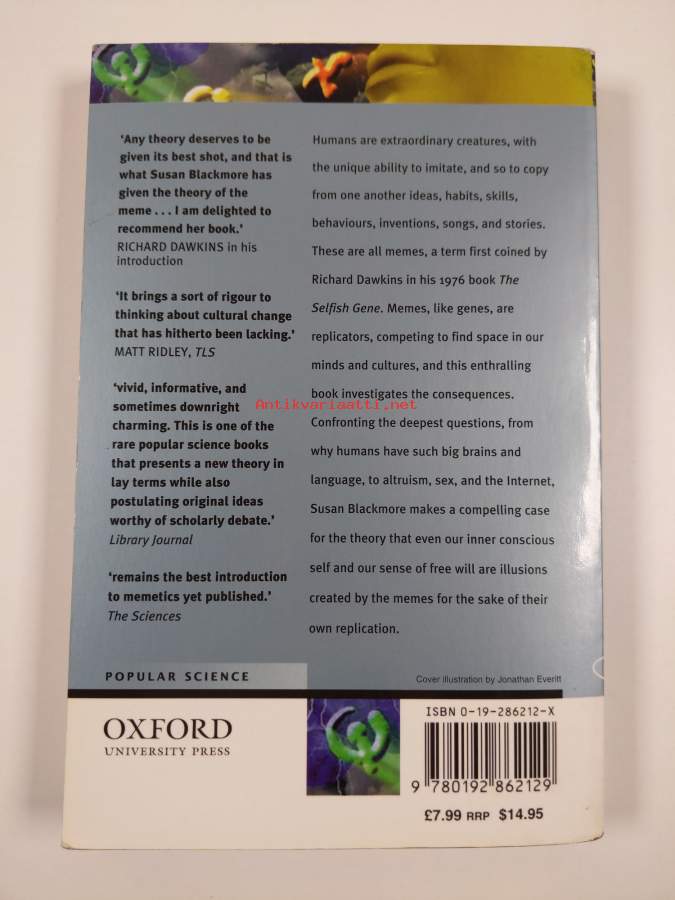 ‘Any theory deserves to be
given its best shot, and that is
what Susan Blackmore has
given the theory of the
meme . . . I am delighted to
recommend her book.’
RICHARD DAWKINS in his
introduction
‘It brings a sort of rigour to
thinking about cultural change
that has hitherto been lacking.’
MATT RIDLEY, TLS
‘vivid, informative, and
sometimes downright
charming. This is one of the
rare popular science books
that presents a new theory in
lay terms while also
postulating original ideas
worthy of scholarly debate.’
Library Journal
‘remains the best introduction
to memetics yet published.’
The Sciences
Humans are extraordinary creatures, with
the unique ability to imitate, and so to copy
from one another ideas, habits, skills,
behaviours, inventions, songs, and stories.
These are all memes, a term first coined by
Richard Dawkins in his 1976 book The
Selfish Gene. Memes, like genes, are
replicators, competing to find space in our
minds and cultures, and this enthralling
book investigates the consequences.
Confronting the deepest questions, from
why humans have such big brains and
language, to altruism, sex, and the Internet,
Susan Blackmore makes a compelling case
for the theory that even our inner conscious
self and our sense of free will are illusions
created by the memes for the sake of their
own replication.
Antikvariaatti.net
POPULAR SCIENCE
Cover illustration by Jonathan Everitt
OXFORD
UNIVERSITY PRESS
ISBN 0-19-286212-X
9 780192 862129
£7.99 RRP $14.95